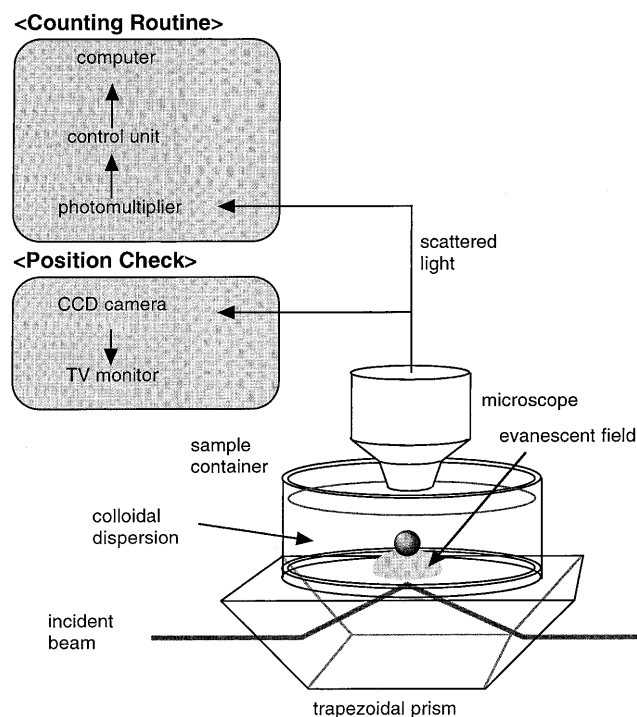 <Counting Routine>
computer
control unit
photomultiplier
scattered
light
<Position Check>
CCD camera
TV monitor
microscope
evanescent field
sample
container
colloidal
dispersion
incident
beam
trapezoidal prism